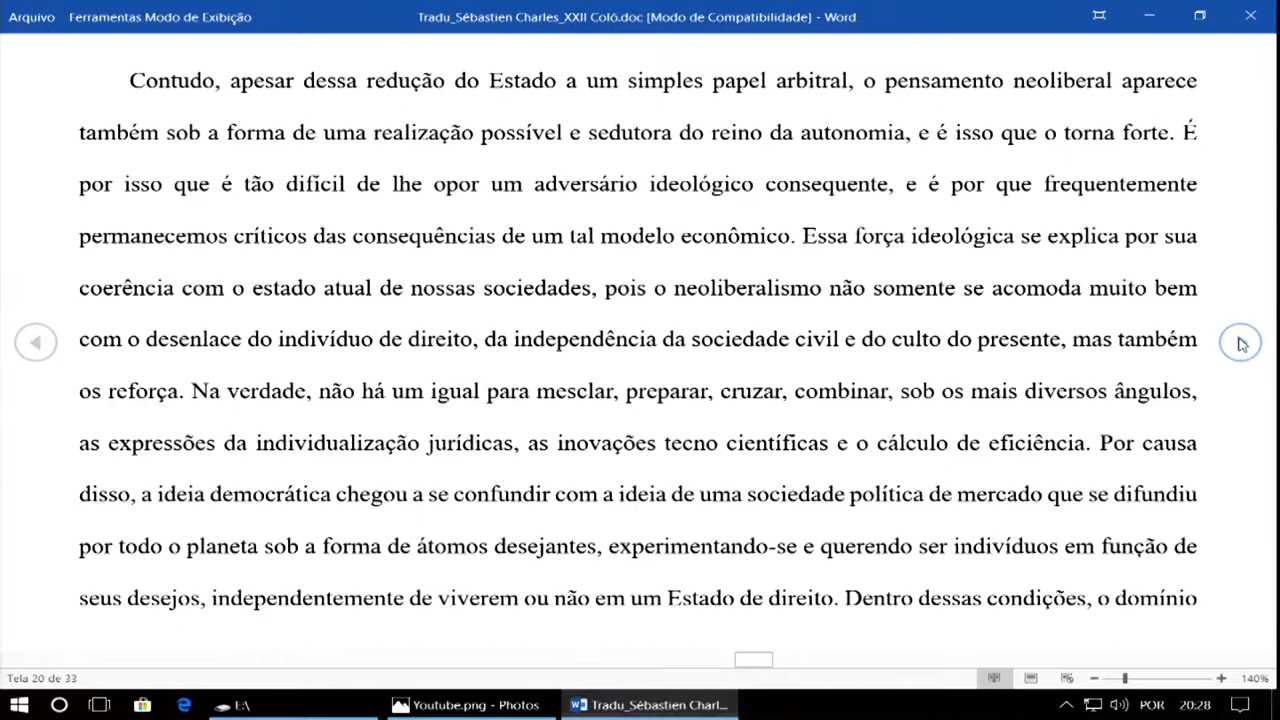 Arquivo Ferramentas Modo de Exibição
Tradu_Sébastien Charles_XXII Coló.doc [Modo de Compatibilidade] - Word
Contudo, apesar dessa redução do Estado a um simples papel arbitral, o pensamento neoliberal aparece
também sob a forma de uma realização possível e sedutora do reino da autonomia, e é isso que o torna forte. É
por isso que é tão difícil de lhe opor um adversário ideológico consequente, e é por que frequentemente
permanecemos críticos das consequências de um tal modelo econômico. Essa força ideológica se explica por sua
coerência com o estado atual de nossas sociedades, pois o neoliberalismo não somente se acomoda muito bem
com o desenlace do indivíduo de direito, da independência da sociedade civil e do culto do presente, mas também
os reforça. Na verdade, não há um igual para mesclar, preparar, cruzar, combinar, sob os mais diversos ângulos,
as expressões da individualização jurídicas, as inovações tecno científicas e o cálculo de eficiência. Por causa
disso, a ideia democrática chegou a se confundir com a ideia de uma sociedade política de mercado que se difundiu
por todo o planeta sob a forma de átomos desejantes, experimentando-se e querendo ser indivíduos em função de
seus desejos, independentemente de viverem ou não em um Estado de direito. Dentro dessas condições, o domínio
Tela 20 de 33
140%
E:\
Youtube.png - Photos
Tradu_Sébastien Charl...
POR
20:28